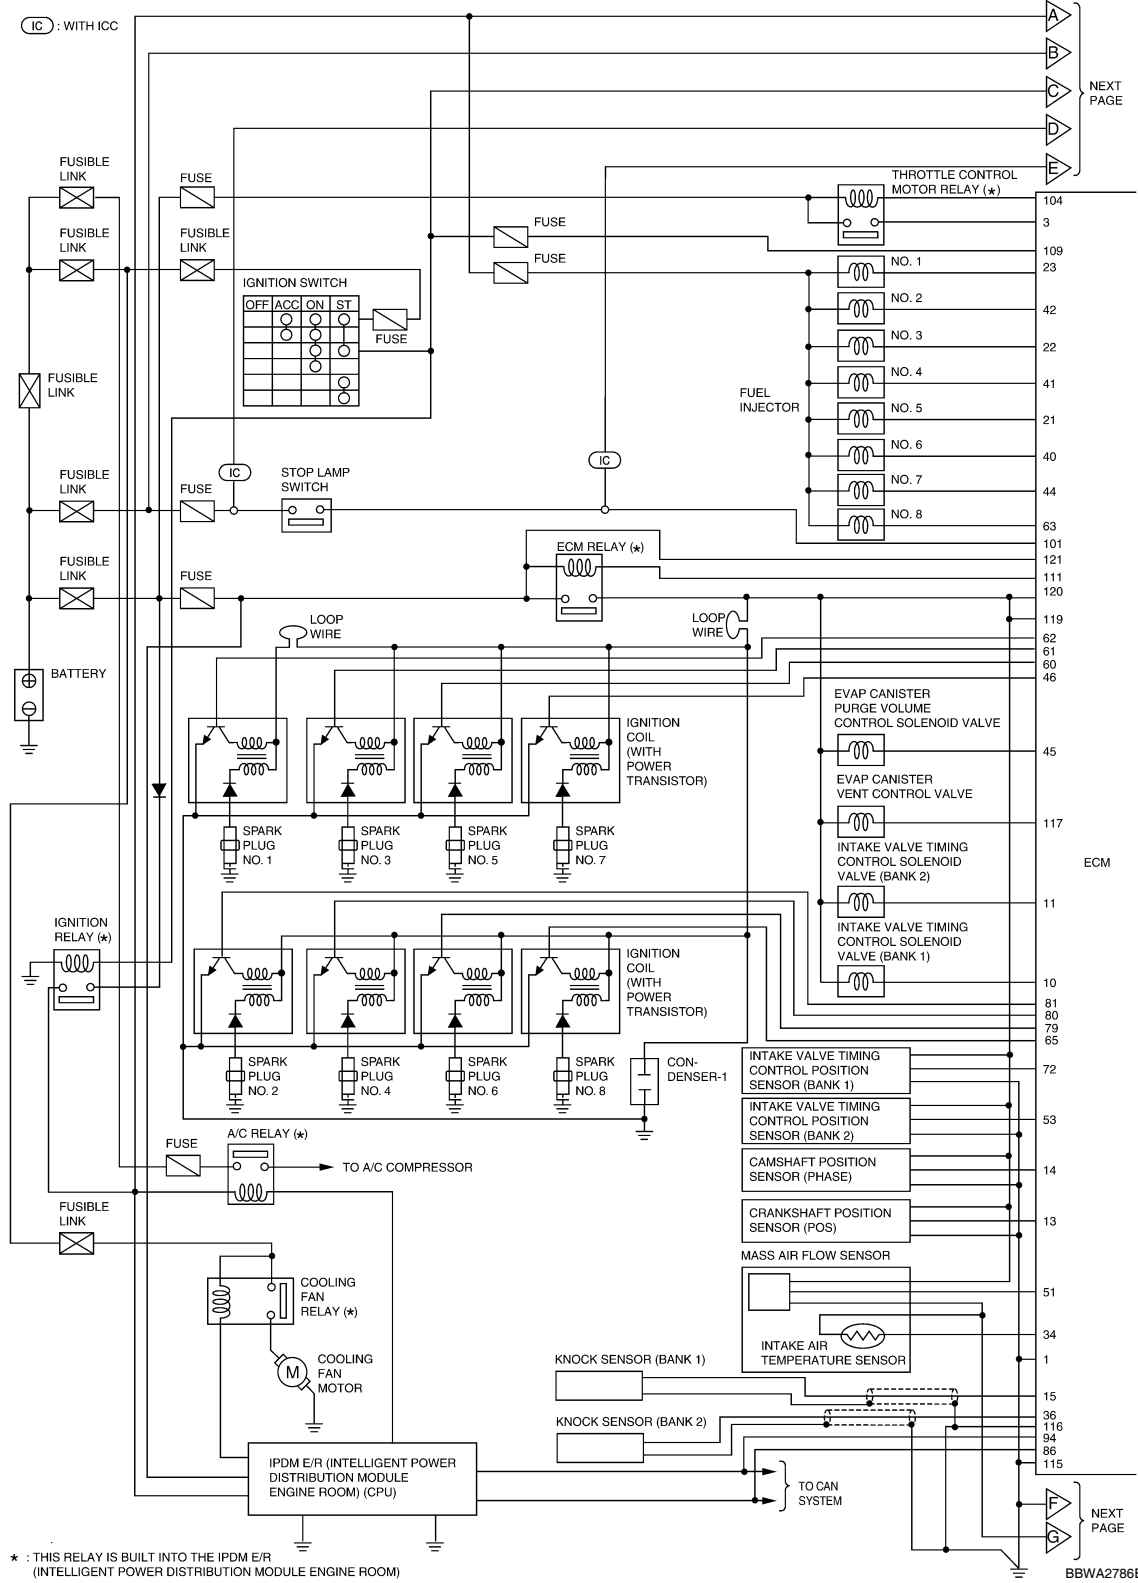 IC : WITH ICC
A
B
C
D
E
NEXT
PAGE
FUSIBLE
LINK
FUSE
THROTTLE CONTROL
MOTOR RELAY (*)
104
3
109
23
FUSIBLE
LINK
FUSIBLE
LINK
FUSE
FUSE
IGNITION SWITCH
OFF ACC ON ST
FUSE
FUSIBLE
LINK
FUEL
INJECTOR
NO. 1
NO. 2
NO. 3
NO. 4
NO. 5
NO. 6
NO. 7
NO. 8
42
22
41
21
40
44
63
101
121
111
120
119
62
61
60
46
FUSIBLE
LINK
FUSE
IC
STOP LAMP
SWITCH
IC
FUSIBLE
LINK
FUSE
ECM RELAY (*)
LOOP
WIRE
LOOP
WIRE
BATTERY
IGNITION
COIL
(WITH
POWER
TRANSISTOR)
SPARK
PLUG
NO. 1
SPARK
PLUG
NO. 3
SPARK
PLUG
NO. 5
SPARK
PLUG
NO. 7
EVAP CANISTER
PURGE VOLUME
CONTROL SOLENOID VALVE
45
EVAP CANISTER
VENT CONTROL VALVE
117
INTAKE VALVE TIMING
CONTROL SOLENOID
VALVE (BANK 2)
11
INTAKE VALVE TIMING
CONTROL SOLENOID
VALVE (BANK 1)
10
ECM
81
80
79
65
IGNITION
RELAY (*)
IGNITION
COIL
(WITH
POWER
TRANSISTOR)
SPARK
PLUG
NO. 2
SPARK
PLUG
NO. 4
SPARK
PLUG
NO. 6
SPARK
PLUG
NO. 8
CON-
DENSER-1
INTAKE VALVE TIMING
CONTROL POSITION
SENSOR (BANK 1)
72
INTAKE VALVE TIMING
CONTROL POSITION
SENSOR (BANK 2)
53
CAMSHAFT POSITION
SENSOR (PHASE)
14
CRANKSHAFT POSITION
SENSOR (POS)
13
MASS AIR FLOW SENSOR
51
34
INTAKE AIR
TEMPERATURE SENSOR
1
FUSE
A/C RELAY (*)
TO A/C COMPRESSOR
FUSIBLE
LINK
COOLING
FAN
RELAY (*)
M
COOLING
FAN
MOTOR
KNOCK SENSOR (BANK 1)
15
KNOCK SENSOR (BANK 2)
36
116
94
86
115
IPDM E/R (INTELLIGENT POWER
DISTRIBUTION MODULE
ENGINE ROOM) (CPU)
TO CAN
SYSTEM
F
G
NEXT
PAGE
* : THIS RELAY IS BUILT INTO THE IPDM E/R
(INTELLIGENT POWER DISTRIBUTION MODULE ENGINE ROOM)
BBWA2786E